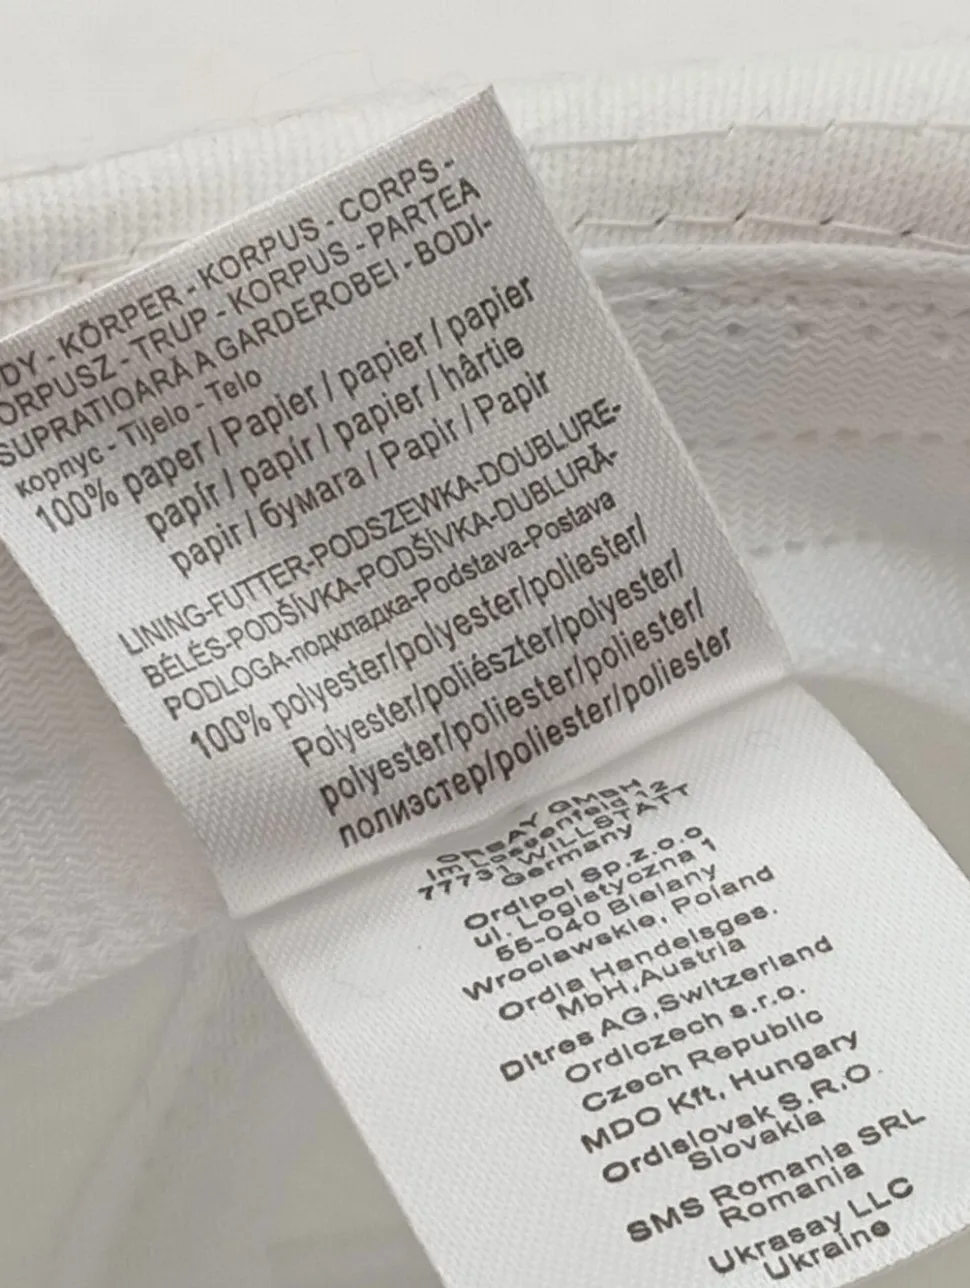 DY - KÖRPER - KORPUS - CORPS -
ORPUSZ - TRUP - KORPUS - PARTEA
SUPRATIOARĂ A GARDEROBEI - BODI-
корпус - Tijelo - Telo
100% paper / Papier / papier / papier
papír / papír / papier / hârtie
papir / бумага / Papir / Papir
LINING-FUTTER-PODSZEWKA-DOUBLURE-
BÉLÉS-PODŠÍVKA-PODŠÍVKA-DUBLURĂ-
PODLOGA-подкладка-Podstava-Postava
100% polyester/polyester/poliester/
Polyester/poliészter/polyester/
polyester/poliester/poliester/
полиэстер/poliester/poliester
OrsAY GMBH
Im Lossenfeld 12
77731 WILLSTATT
Germany
Ordipol Sp.z.o.o
ul. Logistyczna 1
55-040 Bielany
Wroclawskie, Poland
Ordia Handelsges.
MbH,Austria
Ditres AG,Switzerland
Ordiczech s.r.o.
Czech Republic
MDO Kft, Hungary
Ordislovak S.R.O.
Slovakia
SMS Romania SRL
Romania
Ukrasay LLC
Ukraine